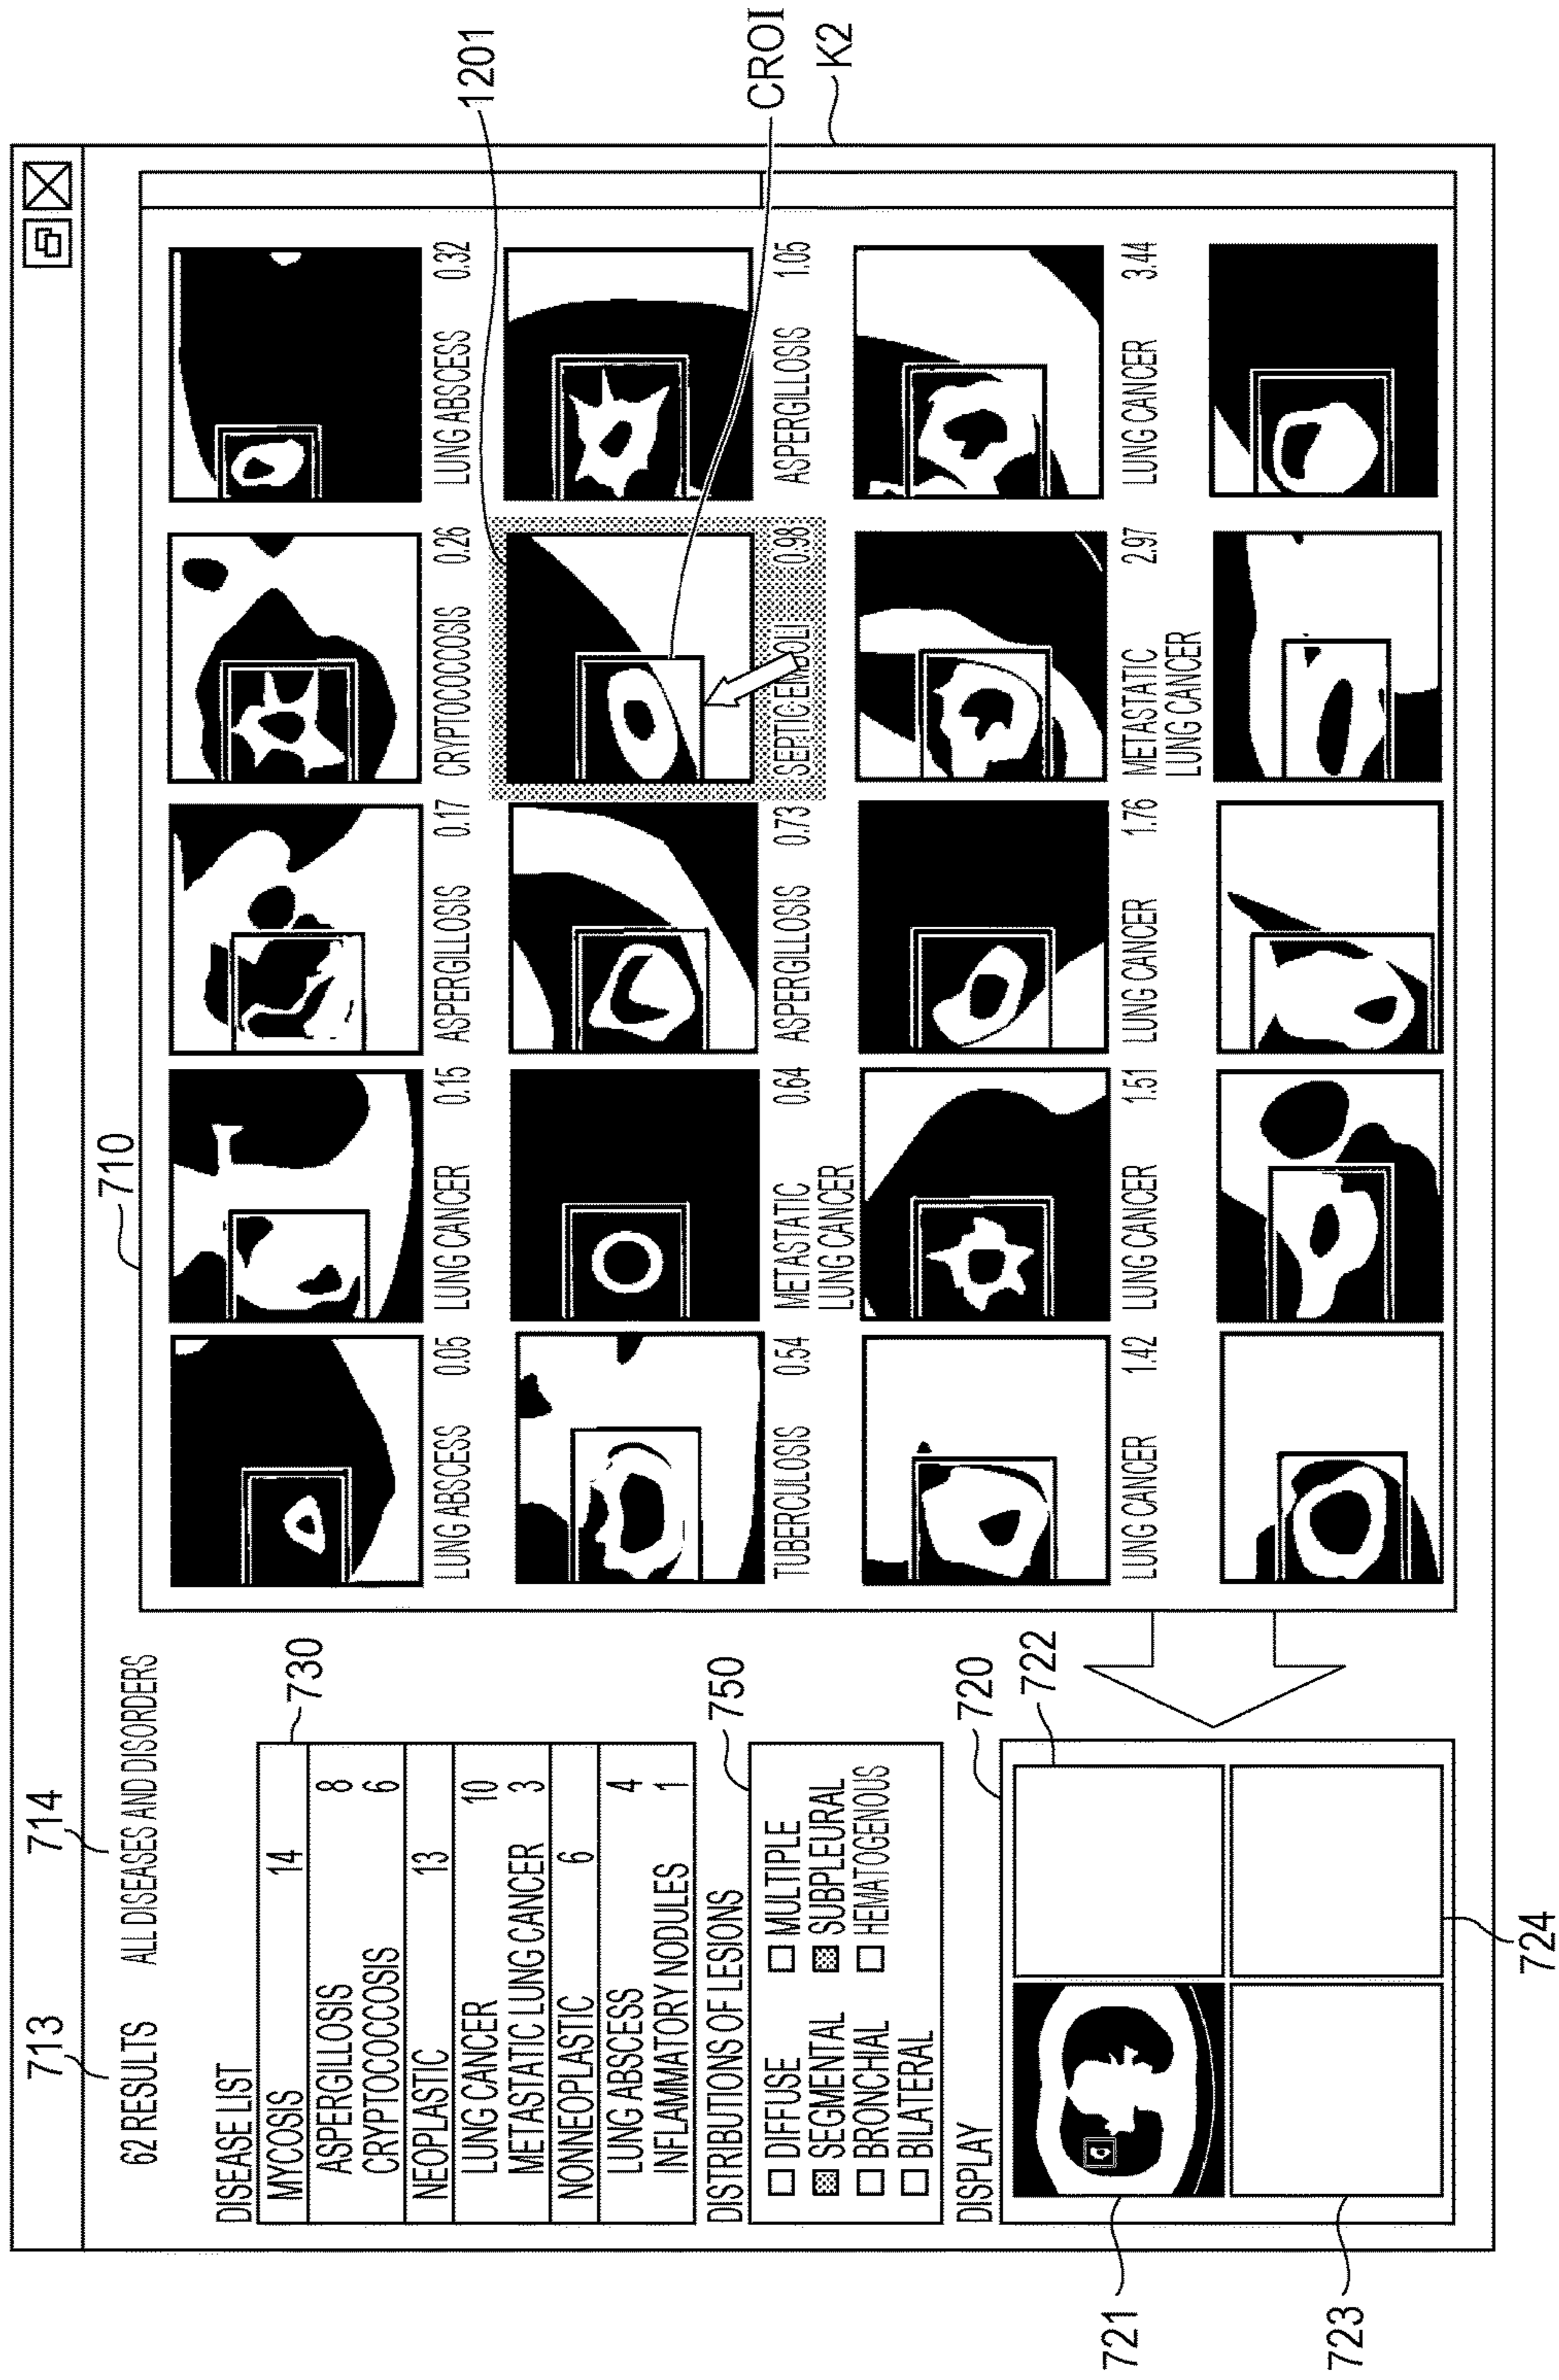 713
714
62 RESULTS ALL DISEASES AND DISORDERS
710
DISEASE LIST
730
MYCOSIS 14
ASPERGILLOSIS 8
CRYPTOCOCCOSIS 6
NEOPLASTIC 13
LUNG CANCER 10
METASTATIC LUNG CANCER 3
NONNEOPLASTIC 6
LUNG ABSCESS 4
INFLAMMATORY NODULES 1
DISTRIBUTIONS OF LESIONS
750
DIFFUSE MULTIPLE
SEGMENTAL SUBPLEURAL
BRONCHIAL HEMATOGENOUS
BILATERAL
DISPLAY
720
722
721
723
724
LUNG ABSCESS 0.05 LUNG CANCER 0.15 ASPERGILLOSIS 0.17 CRYPTOCOCCOSIS 0.26 LUNG ABSCESS 0.32
1201
TUBERCULOSIS 0.54 METASTATIC 0.64 ASPERGILLOSIS 0.73 SEPTIC EMBOLI 0.98 ASPERGILLOSIS 1.05
LUNG CANCER
CROI
K2
LUNG CANCER 1.42 LUNG CANCER 1.51 LUNG CANCER 1.76 METASTATIC 2.97 LUNG CANCER 3.44
LUNG CANCER